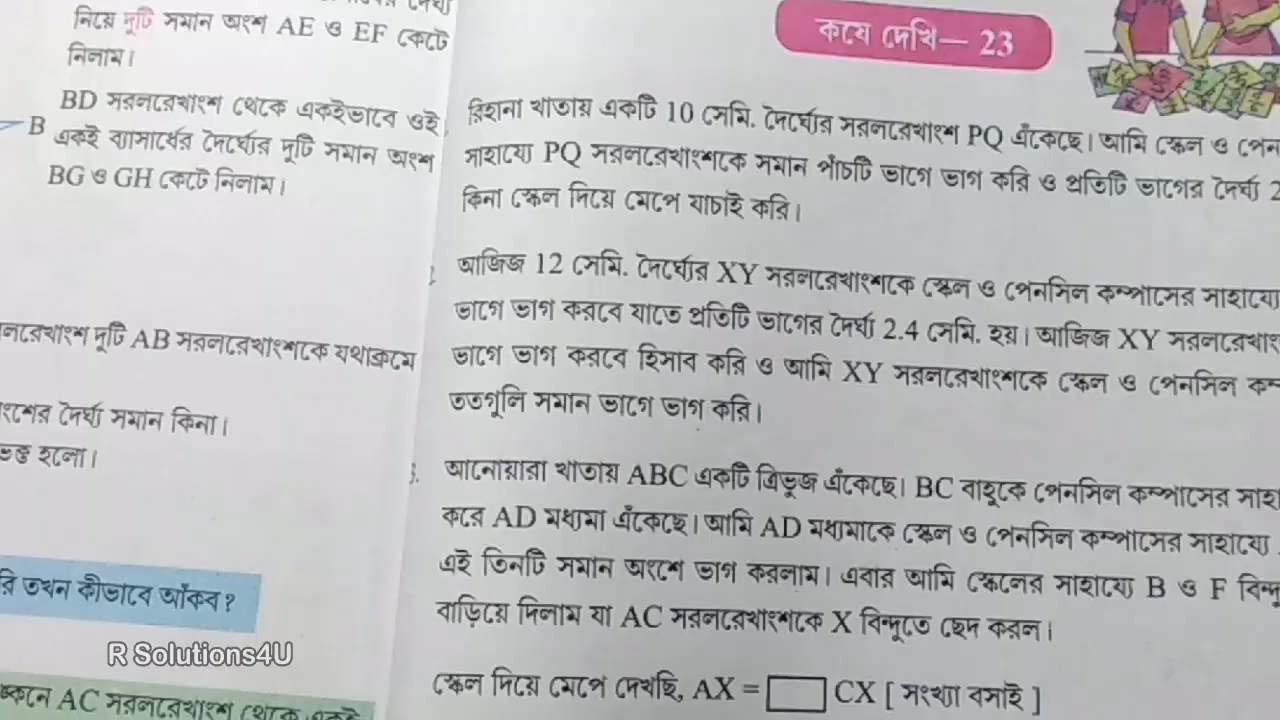 নিয়ে দুটি সমান অংশ AE ও EF কেটে
নিলাম।
BD সরলরেখাংশ থেকে একইভাবে ওই
B
একই ব্যাসার্ধের দৈর্ঘ্যের দুটি সমান অংশ
BG ও GH কেটে নিলাম।
রেখাংশ দুটি AB সরলরেখাংশকে যথাক্রমে
দৈর্ঘ্য সমান কিনা।
হলো।
তখন কীভাবে আঁকব?
R Solutions4U
AC সরলরেখাংশ থেকে একই
কষে দেখি— 23
রিহানা খাতায় একটি 10 সেমি. দৈর্ঘ্যের সরলরেখাংশ PQ এঁকেছে। আমি স্কেল ও
সাহায্যে PQ সরলরেখাংশকে সমান পাঁচটি ভাগে ভাগ করি ও প্রতিটি ভাগের দৈর্ঘ্য 2
কিনা স্কেল দিয়ে মেপে যাচাই করি।
আজিজ 12 সেমি. দৈর্ঘ্যের XY সরলরেখাংশকে স্কেল ও পেনসিল কম্পাসের সাহায্যে
ভাগে ভাগ করবে যাতে প্রতিটি ভাগের দৈর্ঘ্য 2.4 সেমি. হয়। আজিজ XY
ভাগে ভাগ করবে হিসাব করি ও আমি XY সরলরেখাংশকে স্কেল ও পেনসিল
ততগুলি সমান ভাগে ভাগ করি।
3. আনোয়ারা খাতায় ABC একটি ত্রিভুজ এঁকেছে। BC বাহুকে পেনসিল কম্পাসের
করে AD মধ্যমা এঁকেছে। আমি AD মধ্যমাকে স্কেল ও পেনসিল কম্পাসের সাহায্যে
এই তিনটি সমান অংশে ভাগ করলাম। এবার আমি স্কেলের সাহায্যে B ও F
বাড়িয়ে দিলাম যা AC সরলরেখাংশকে X বিন্দুতে ছেদ করল।
স্কেল দিয়ে মেপে দেখছি, AX = CX [ সংখ্যা বসাই ]